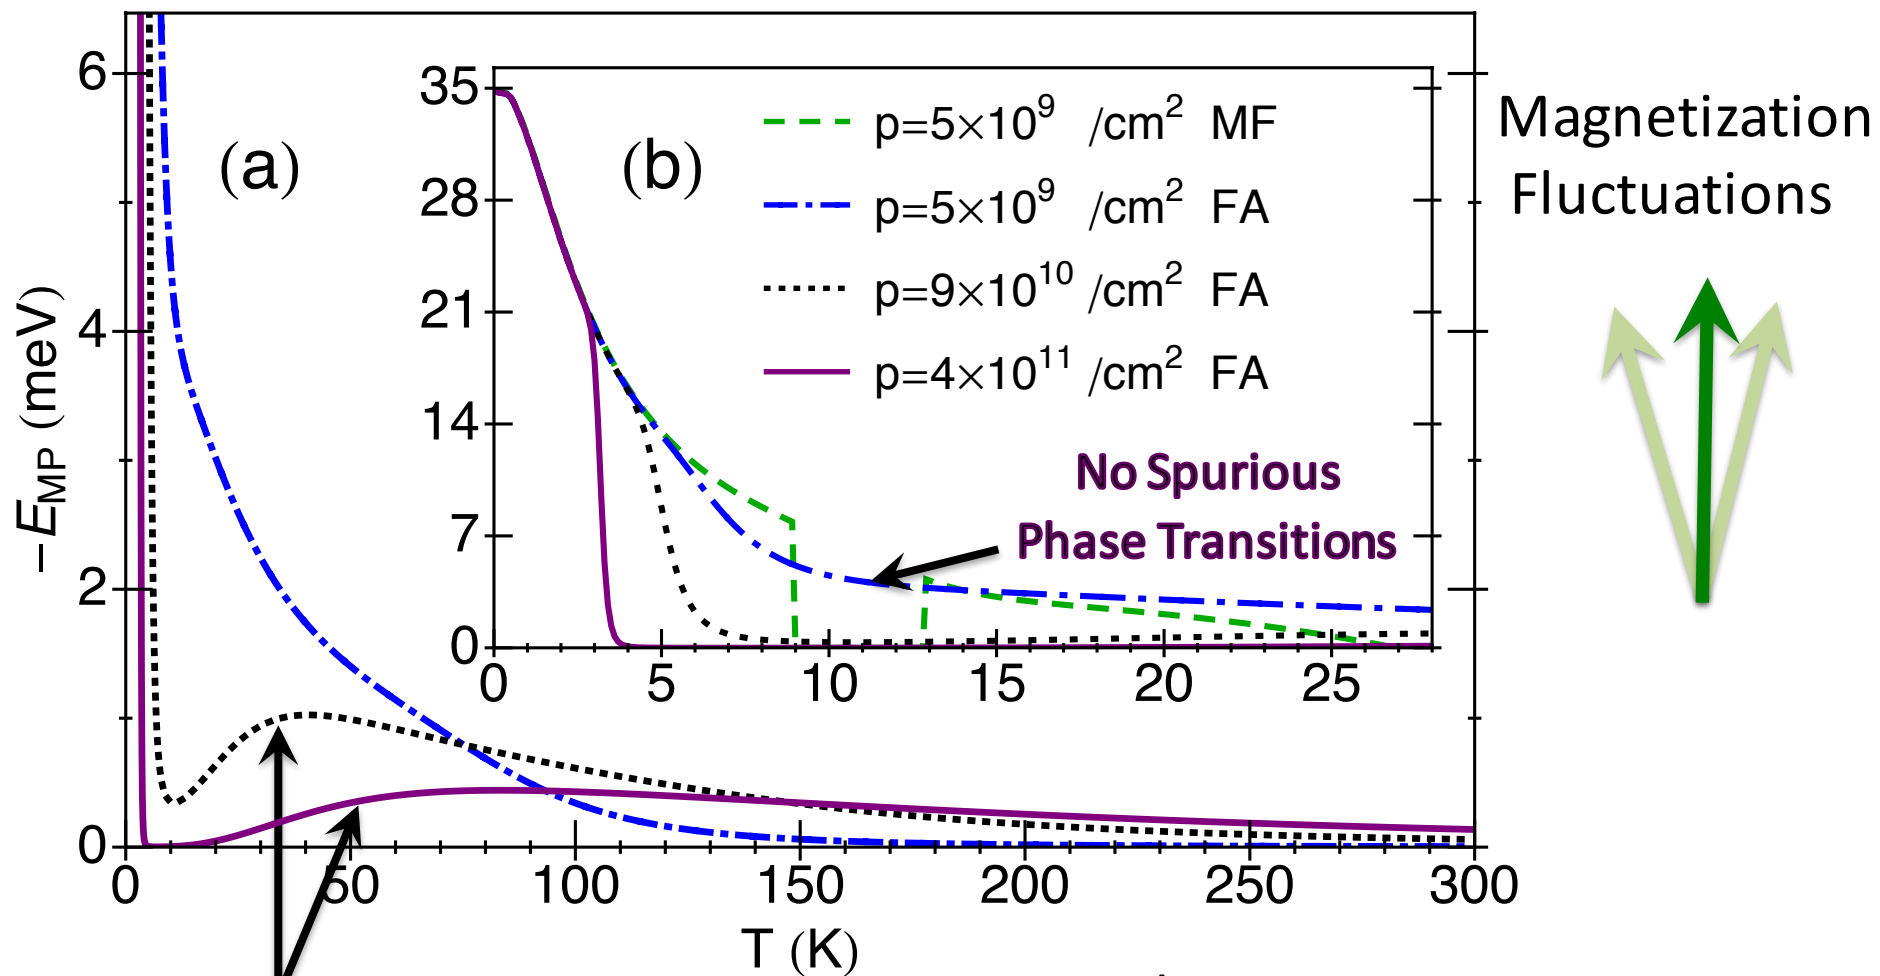 6
4
2
0
−E_MP (meV)
(a)
0 50 100 150 200 250 300
T (K)
35
28
21
14
7
0
(b)
p=5×10⁹ /cm² MF
p=5×10⁹ /cm² FA
p=9×10¹⁰ /cm² FA
p=4×10¹¹ /cm² FA
No Spurious
Phase Transitions
0 5 10 15 20 25
Magnetization
Fluctuations